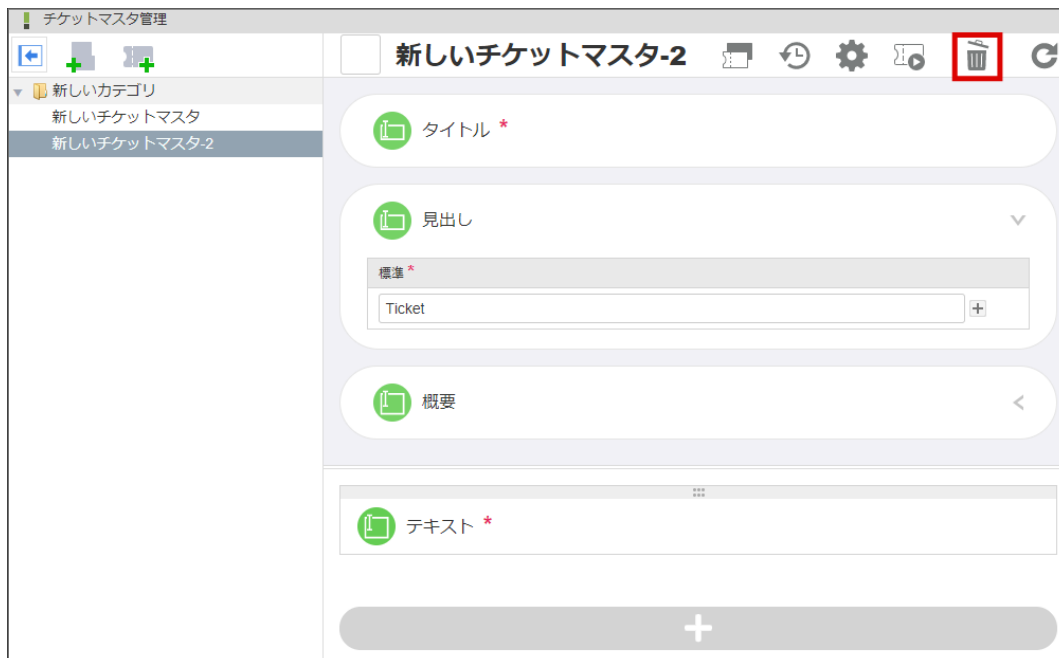 チケットマスタ管理
新しいチケットマスタ-2
新しいカテゴリ
新しいチケットマスタ
新しいチケットマスタ-2
タイトル *
見出し
標準 *
Ticket
概要
テキスト *